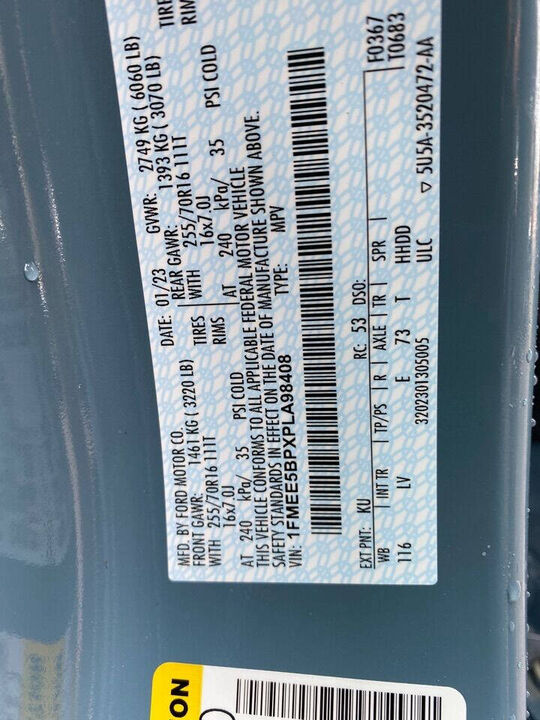 MFD. BY FORD MOTOR CO.
DATE: 01/23
GVWR: 2749 KG ( 6060 LB)
FRONT GAWR: 1461 KG ( 3220 LB)
REAR GAWR: 1393 KG ( 3070 LB)
WITH 255/70R16 111T TIRES
WITH 255/70R16 111T TIRE
16x7.0J RIMS
16x7.0J RIMS
AT 240 kPa/ 35 PSI COLD
AT 240 kPa/ 35 PSI COLD
THIS VEHICLE CONFORMS TO ALL APPLICABLE FEDERAL MOTOR VEHICLE
SAFETY STANDARDS IN EFFECT ON THE DATE OF MANUFACTURE SHOWN ABOVE.
VIN: 1FMEE5BPXPLA98408
TYPE: MPV
F0367
T0683
EXT PNT: KU RC: 53 DSO:
WB INT TR TP/PS R AXLE TR SPR
116 LV E 73 T HHDD
ULC
3202301305005
▽ 5U5A-3520472-AA
ION